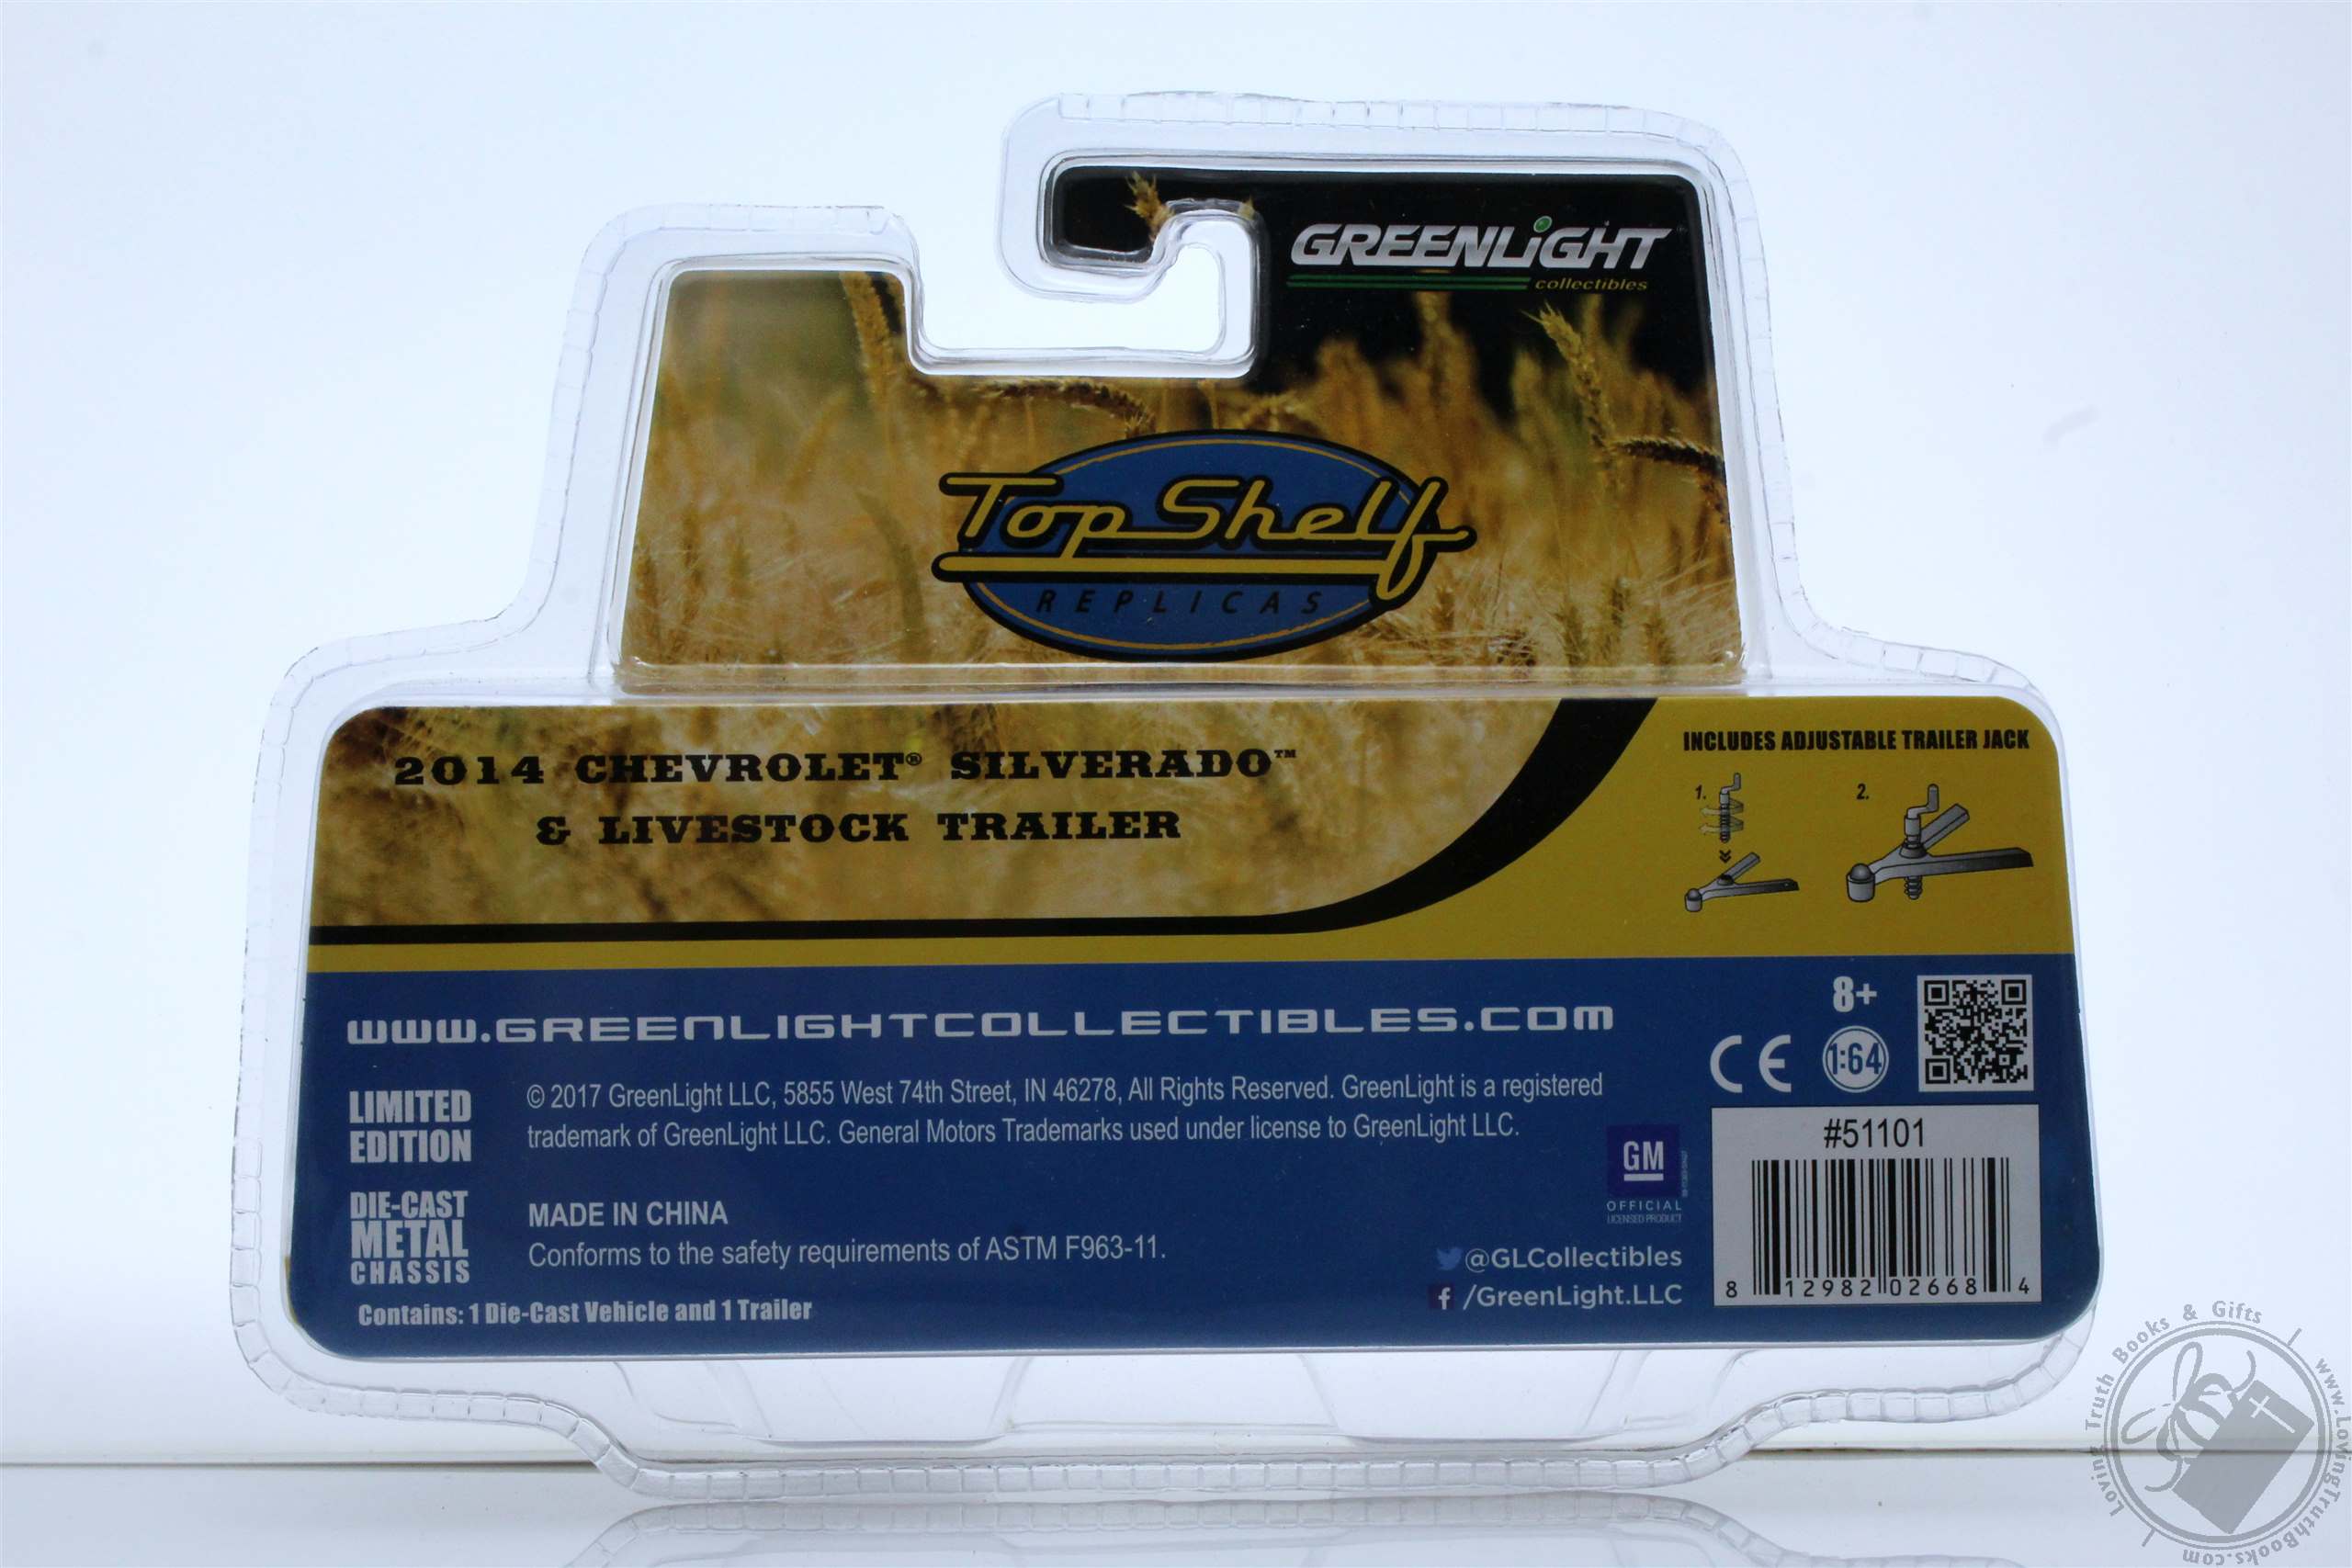 GREENLiGHT
collectibles
Top Shelf
REPLICAS
2014 CHEVROLET® SILVERADO™
& LIVESTOCK TRAILER
INCLUDES ADJUSTABLE TRAILER JACK
1.
2.
www.GREENLIGHTCOLLECTIBLES.COM
8+
CE
1:64
LIMITED
EDITION
© 2017 GreenLight LLC, 5855 West 74th Street, IN 46278, All Rights Reserved. GreenLight is a registered
trademark of GreenLight LLC. General Motors Trademarks used under license to GreenLight LLC.
DIE-CAST
METAL
CHASSIS
MADE IN CHINA
Conforms to the safety requirements of ASTM F963-11.
Contains: 1 Die-Cast Vehicle and 1 Trailer
GM
OFFICIAL
LICENSED PRODUCT
@GLCollectibles
f /GreenLight.LLC
#51101
8 12982 02668 4
Loving Truth Books & Gifts
www.LovingTruthBooks.com